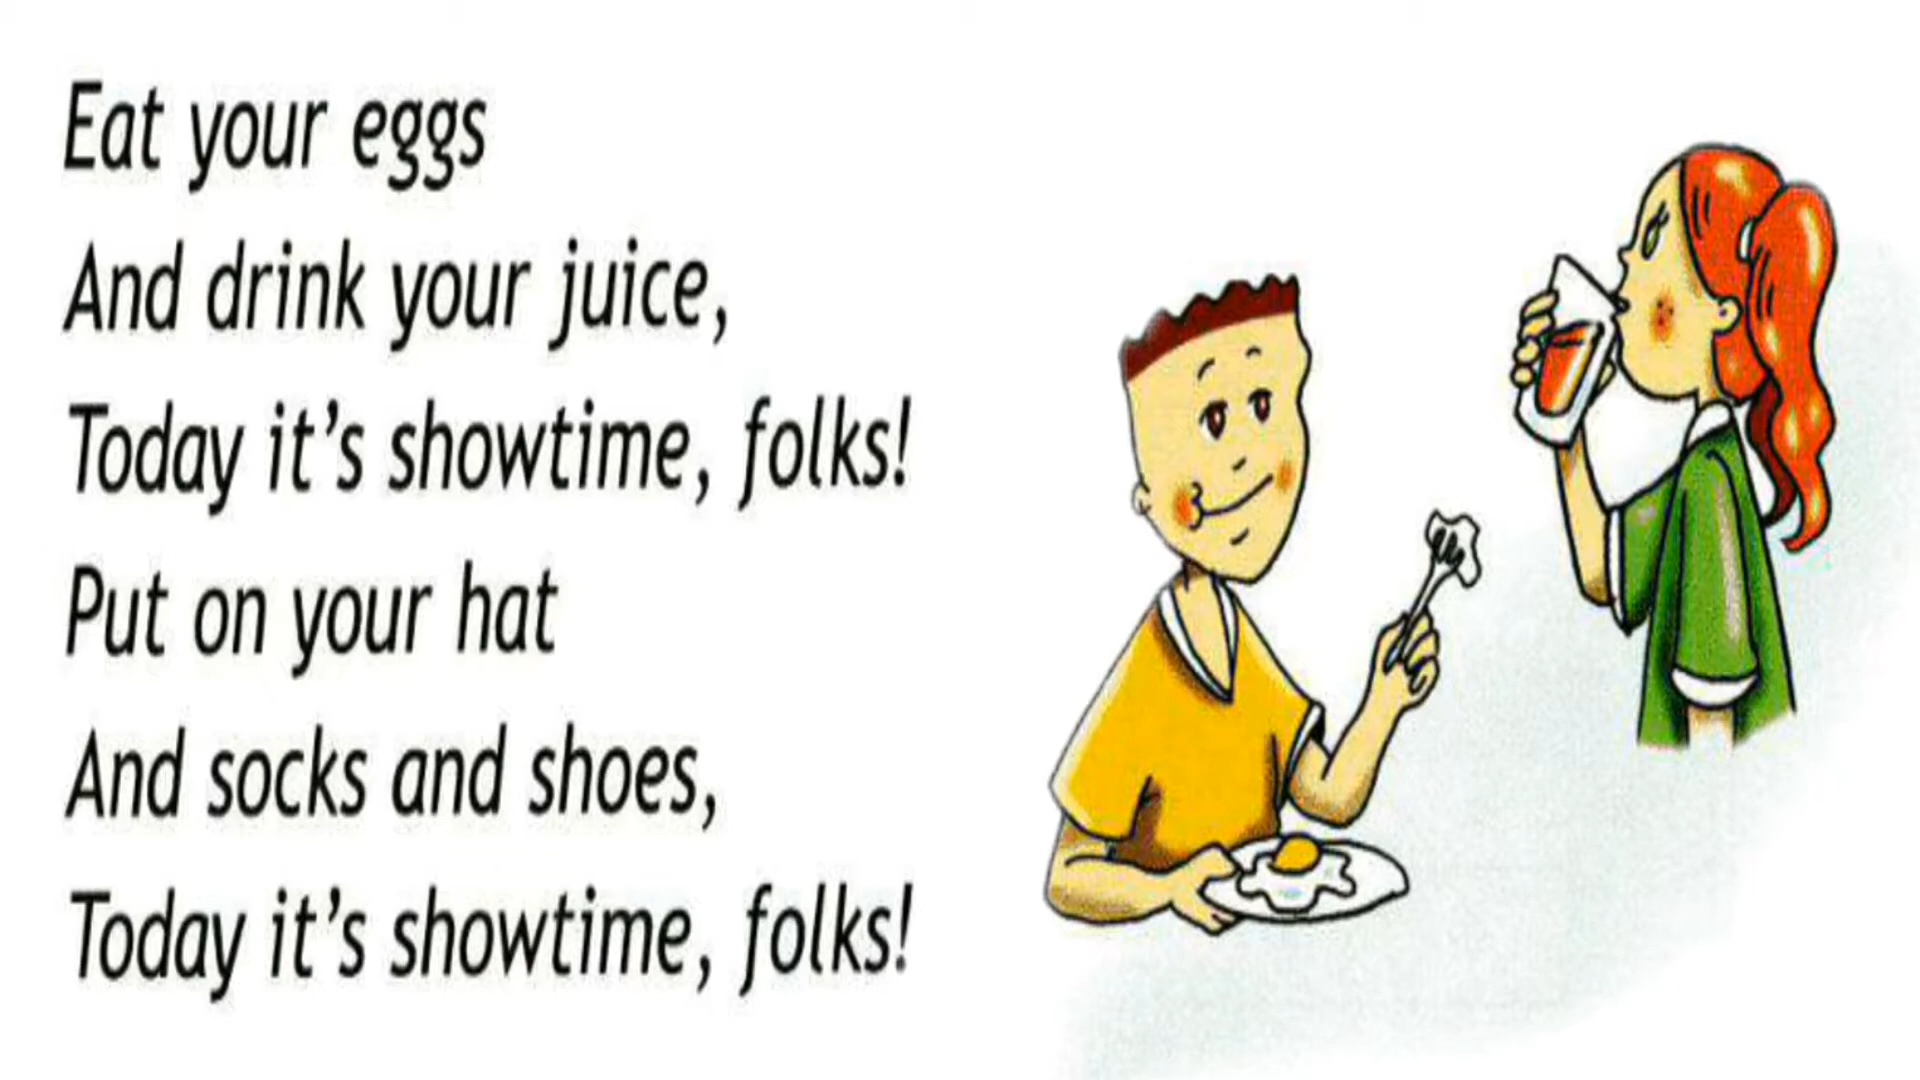 Eat your eggs
And drink your juice,
Today it's showtime, folks!
Put on your hat
And socks and shoes,
Today it's showtime, folks!